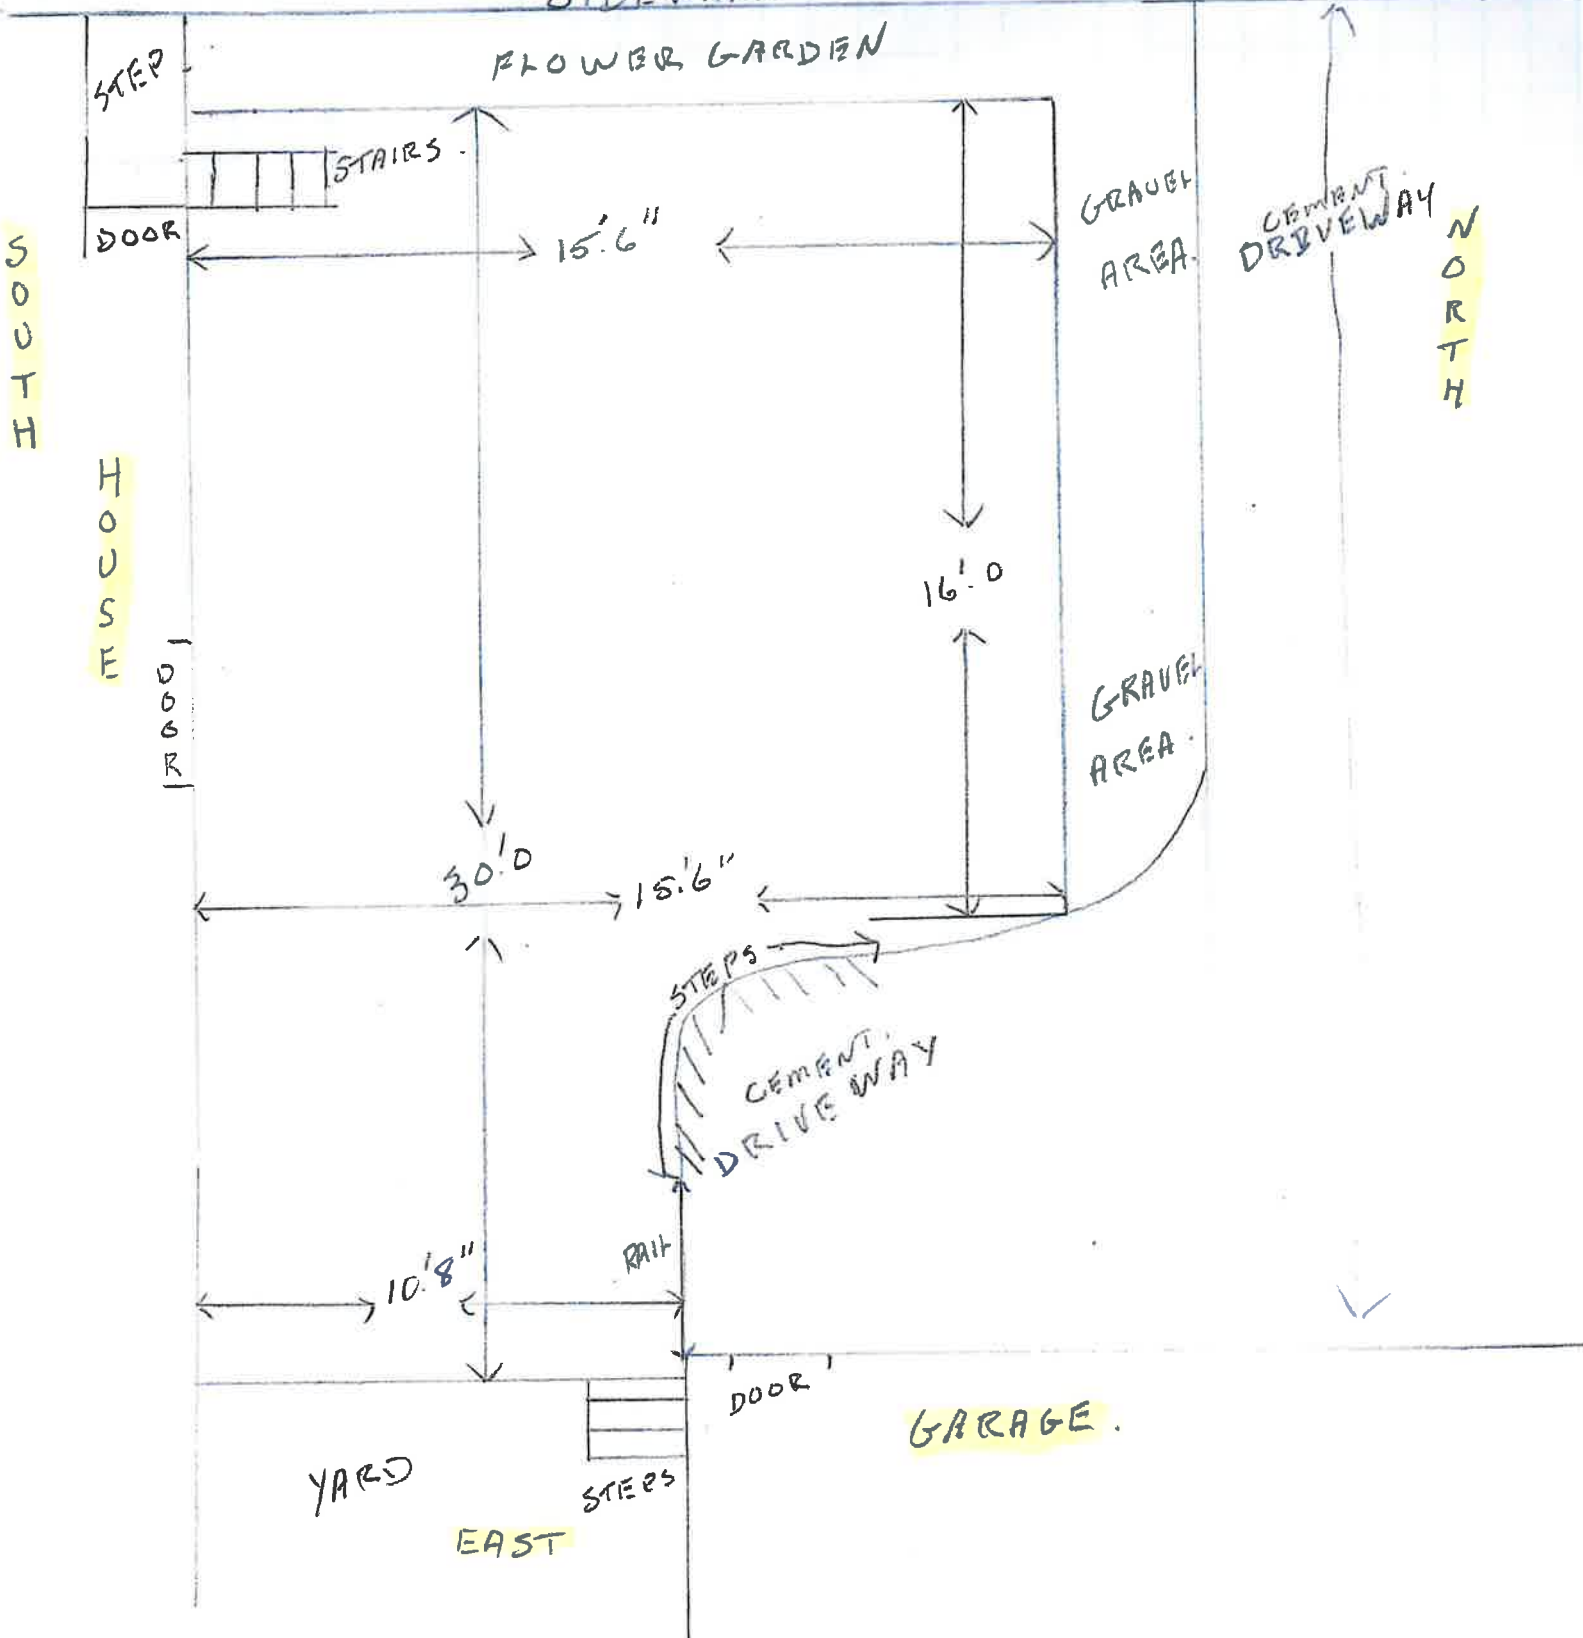 FLOWER GARDEN
STEP
STAIRS.
DOOR
15'.6"
GRAVEL
AREA.
CEMENT.
DRIVEWAY
SOUTH
NORTH
HOUSE
DOOR
16'.0
GRAVEL
AREA.
30'.0
15'.6"
STEPS
CEMENT.
DRIVEWAY
RAIL
10'.8"
DOOR
GARAGE.
YARD
STEPS
EAST